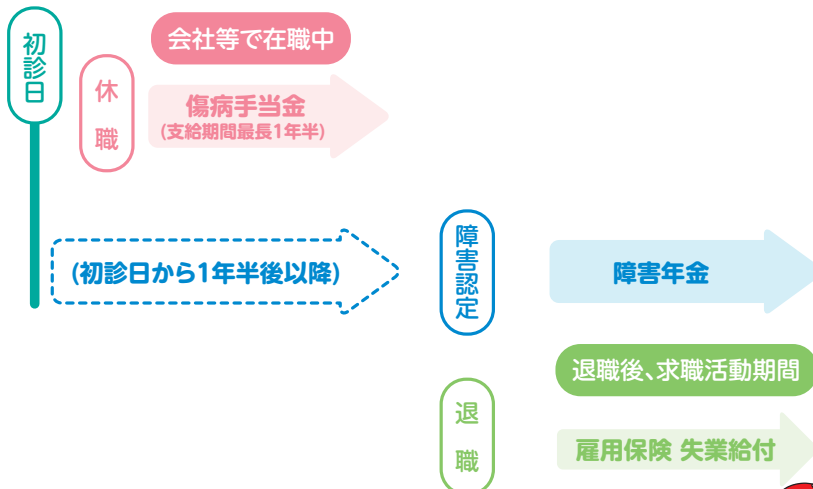 初診日
会社等で在職中
休職
傷病手当金
(支給期間最長1年半)
(初診日から1年半後以降)
障害認定
障害年金
退職後、求職活動期間
退職
雇用保険 失業給付